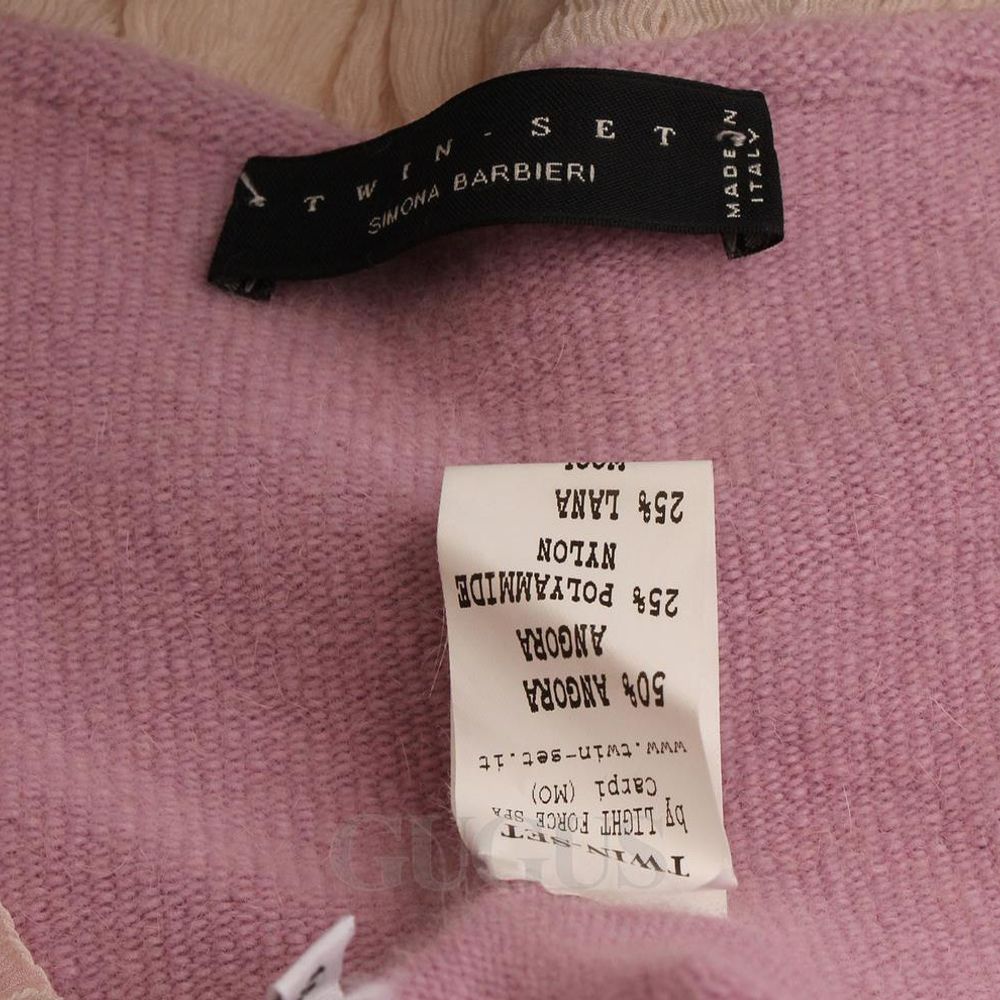 TWIN-SET
SIMONA BARBIERI
MADE IN
ITALY
TWIN-SET
by LIGHT FORCE SPA
Carpi (MO)
www.twin-set.it
50% ANGORA
ANGORA
25% POLYAMMIDE
NYLON
25% LANA
WOOL
GUGUS